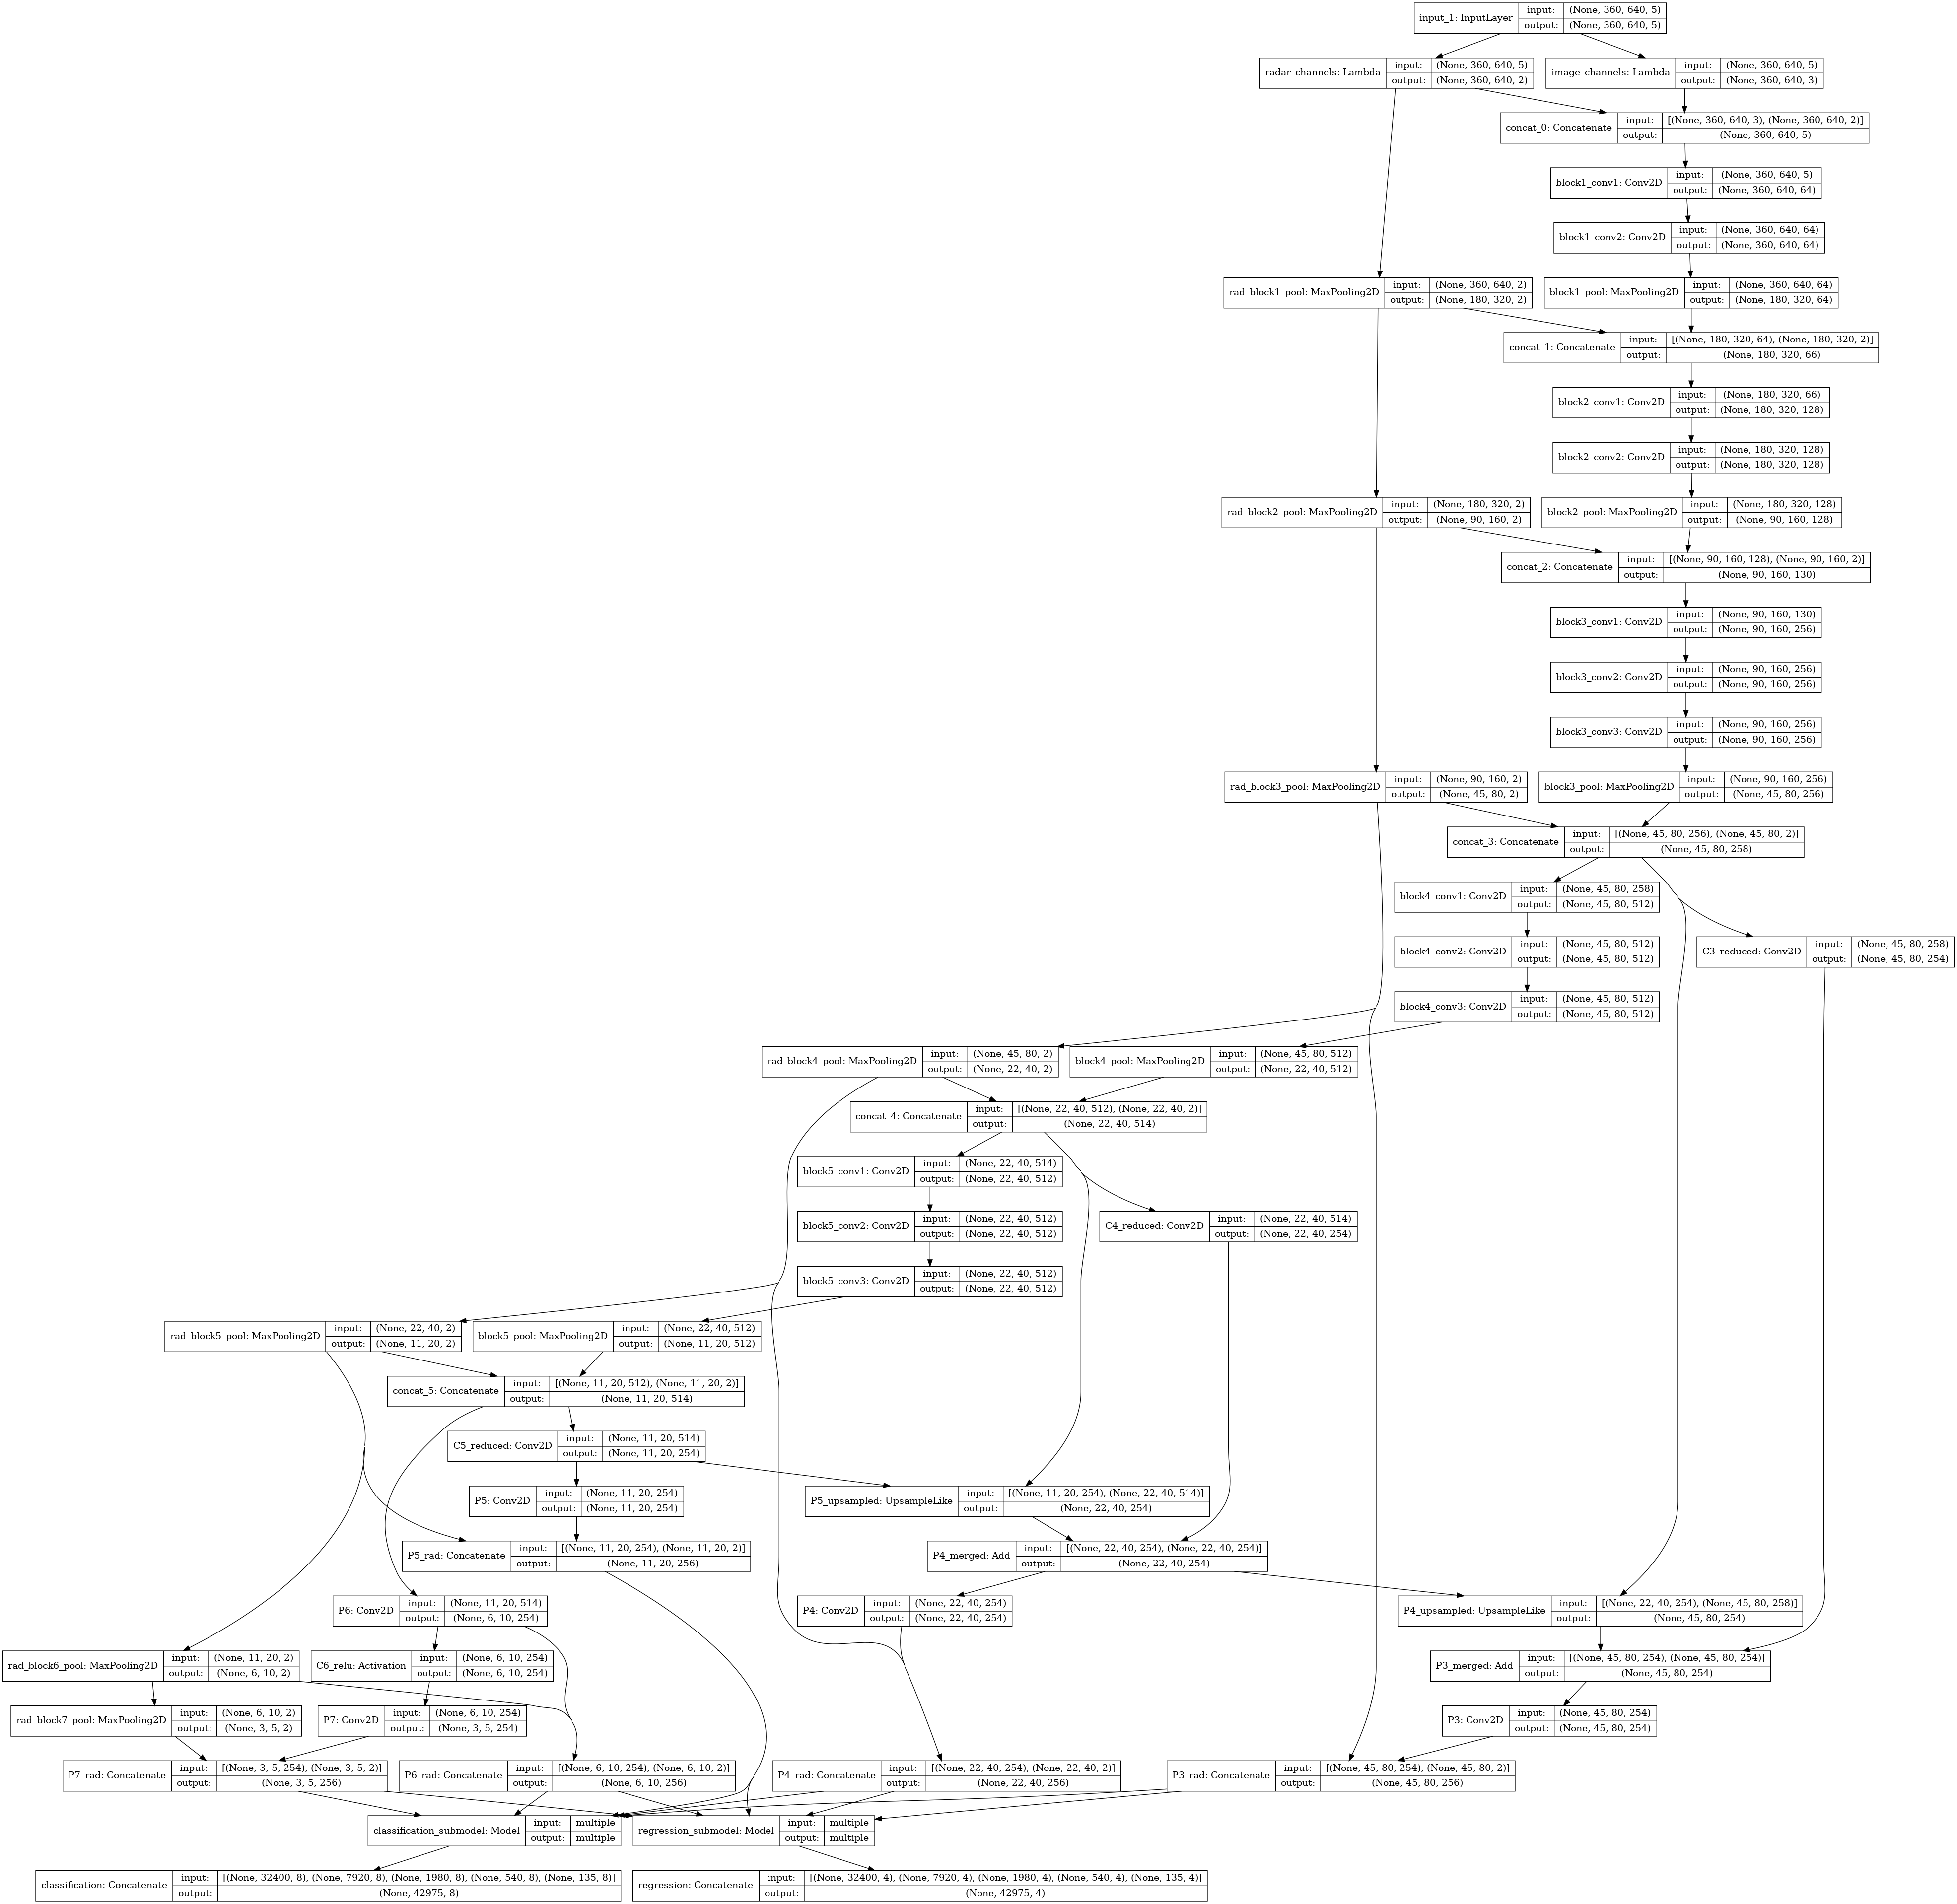 input_1: InputLayer input: (None, 360, 640, 5)
output: (None, 360, 640, 5)
radar_channels: Lambda input: (None, 360, 640, 5)
output: (None, 360, 640, 2)
image_channels: Lambda input: (None, 360, 640, 5)
output: (None, 360, 640, 3)
concat_0: Concatenate input: [(None, 360, 640, 3), (None, 360, 640, 2)]
output: (None, 360, 640, 5)
block1_conv1: Conv2D input: (None, 360, 640, 5)
output: (None, 360, 640, 64)
block1_conv2: Conv2D input: (None, 360, 640, 64)
output: (None, 360, 640, 64)
rad_block1_pool: MaxPooling2D input: (None, 360, 640, 2)
output: (None, 180, 320, 2)
block1_pool: MaxPooling2D input: (None, 360, 640, 64)
output: (None, 180, 320, 64)
concat_1: Concatenate input: [(None, 180, 320, 64), (None, 180, 320, 2)]
output: (None, 180, 320, 66)
block2_conv1: Conv2D input: (None, 180, 320, 66)
output: (None, 180, 320, 128)
block2_conv2: Conv2D input: (None, 180, 320, 128)
output: (None, 180, 320, 128)
rad_block2_pool: MaxPooling2D input: (None, 180, 320, 2)
output: (None, 90, 160, 2)
block2_pool: MaxPooling2D input: (None, 180, 320, 128)
output: (None, 90, 160, 128)
concat_2: Concatenate input: [(None, 90, 160, 128), (None, 90, 160, 2)]
output: (None, 90, 160, 130)
block3_conv1: Conv2D input: (None, 90, 160, 130)
output: (None, 90, 160, 256)
block3_conv2: Conv2D input: (None, 90, 160, 256)
output: (None, 90, 160, 256)
block3_conv3: Conv2D input: (None, 90, 160, 256)
output: (None, 90, 160, 256)
rad_block3_pool: MaxPooling2D input: (None, 90, 160, 2)
output: (None, 45, 80, 2)
block3_pool: MaxPooling2D input: (None, 90, 160, 256)
output: (None, 45, 80, 256)
concat_3: Concatenate input: [(None, 45, 80, 256), (None, 45, 80, 2)]
output: (None, 45, 80, 258)
block4_conv1: Conv2D input: (None, 45, 80, 258)
output: (None, 45, 80, 512)
block4_conv2: Conv2D input: (None, 45, 80, 512)
output: (None, 45, 80, 512)
C3_reduced: Conv2D input: (None, 45, 80, 258)
output: (None, 45, 80, 254)
block4_conv3: Conv2D input: (None, 45, 80, 512)
output: (None, 45, 80, 512)
rad_block4_pool: MaxPooling2D input: (None, 45, 80, 2)
output: (None, 22, 40, 2)
block4_pool: MaxPooling2D input: (None, 45, 80, 512)
output: (None, 22, 40, 512)
concat_4: Concatenate input: [(None, 22, 40, 512), (None, 22, 40, 2)]
output: (None, 22, 40, 514)
block5_conv1: Conv2D input: (None, 22, 40, 514)
output: (None, 22, 40, 512)
block5_conv2: Conv2D input: (None, 22, 40, 512)
output: (None, 22, 40, 512)
C4_reduced: Conv2D input: (None, 22, 40, 514)
output: (None, 22, 40, 254)
block5_conv3: Conv2D input: (None, 22, 40, 512)
output: (None, 22, 40, 512)
rad_block5_pool: MaxPooling2D input: (None, 22, 40, 2)
output: (None, 11, 20, 2)
block5_pool: MaxPooling2D input: (None, 22, 40, 512)
output: (None, 11, 20, 512)
concat_5: Concatenate input: [(None, 11, 20, 512), (None, 11, 20, 2)]
output: (None, 11, 20, 514)
C5_reduced: Conv2D input: (None, 11, 20, 514)
output: (None, 11, 20, 254)
P5: Conv2D input: (None, 11, 20, 254)
output: (None, 11, 20, 254)
P5_upsampled: UpsampleLike input: [(None, 11, 20, 254), (None, 22, 40, 514)]
output: (None, 22, 40, 254)
P5_rad: Concatenate input: [(None, 11, 20, 254), (None, 11, 20, 2)]
output: (None, 11, 20, 256)
P4_merged: Add input: [(None, 22, 40, 254), (None, 22, 40, 254)]
output: (None, 22, 40, 254)
P6: Conv2D input: (None, 11, 20, 514)
output: (None, 6, 10, 254)
P4: Conv2D input: (None, 22, 40, 254)
output: (None, 22, 40, 254)
P4_upsampled: UpsampleLike input: [(None, 22, 40, 254), (None, 45, 80, 258)]
output: (None, 45, 80, 254)
rad_block6_pool: MaxPooling2D input: (None, 11, 20, 2)
output: (None, 6, 10, 2)
C6_relu: Activation input: (None, 6, 10, 254)
output: (None, 6, 10, 254)
P3_merged: Add input: [(None, 45, 80, 254), (None, 45, 80, 254)]
output: (None, 45, 80, 254)
rad_block7_pool: MaxPooling2D input: (None, 6, 10, 2)
output: (None, 3, 5, 2)
P7: Conv2D input: (None, 6, 10, 254)
output: (None, 3, 5, 254)
P3: Conv2D input: (None, 45, 80, 254)
output: (None, 45, 80, 254)
P7_rad: Concatenate input: [(None, 3, 5, 254), (None, 3, 5, 2)]
output: (None, 3, 5, 256)
P6_rad: Concatenate input: [(None, 6, 10, 254), (None, 6, 10, 2)]
output: (None, 6, 10, 256)
P4_rad: Concatenate input: [(None, 22, 40, 254), (None, 22, 40, 2)]
output: (None, 22, 40, 256)
P3_rad: Concatenate input: [(None, 45, 80, 254), (None, 45, 80, 2)]
output: (None, 45, 80, 256)
classification_submodel: Model input: multiple
output: multiple
regression_submodel: Model input: multiple
output: multiple
classification: Concatenate input: [(None, 32400, 8), (None, 7920, 8), (None, 1980, 8), (None, 540, 8), (None, 135, 8)]
output: (None, 42975, 8)
regression: Concatenate input: [(None, 32400, 4), (None, 7920, 4), (None, 1980, 4), (None, 540, 4), (None, 135, 4)]
output: (None, 42975, 4)